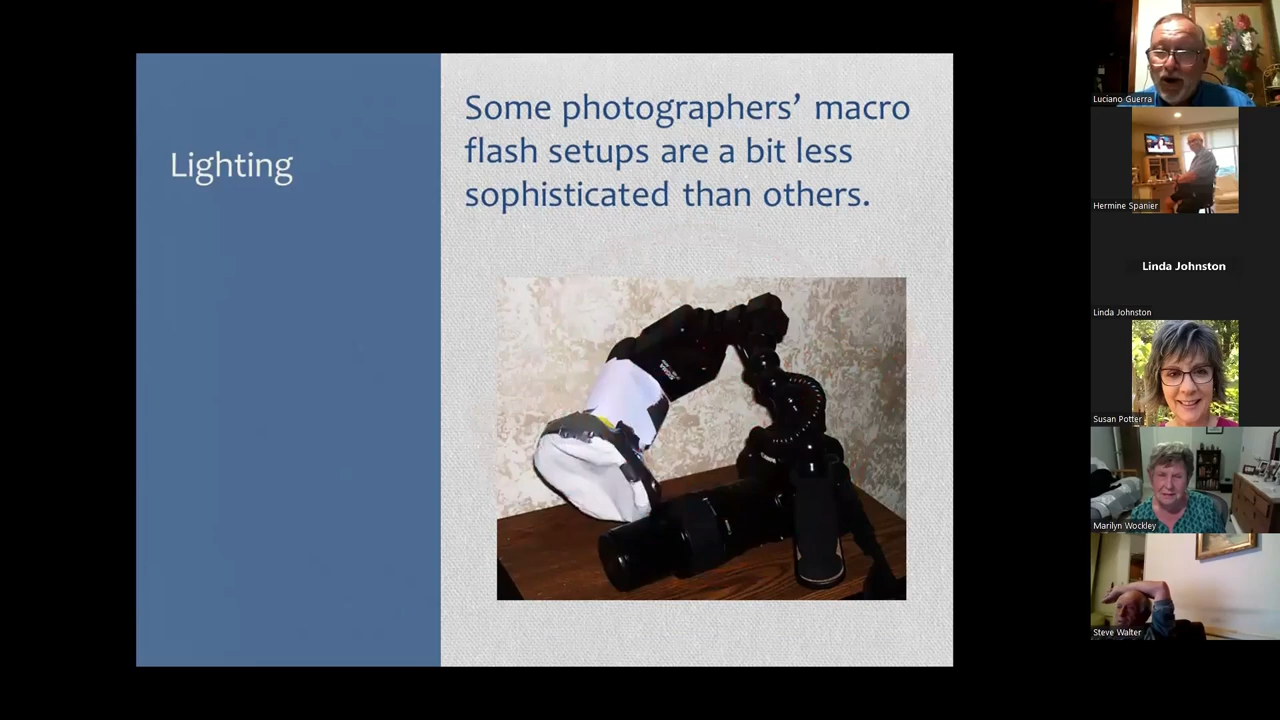 Lighting
Some photographers’ macro
flash setups are a bit less
sophisticated than others.
Luciano Guerra
Hermine Spanier
Linda Johnston
Linda Johnston
Susan Potter
Marilyn Wockley
Steve Walter